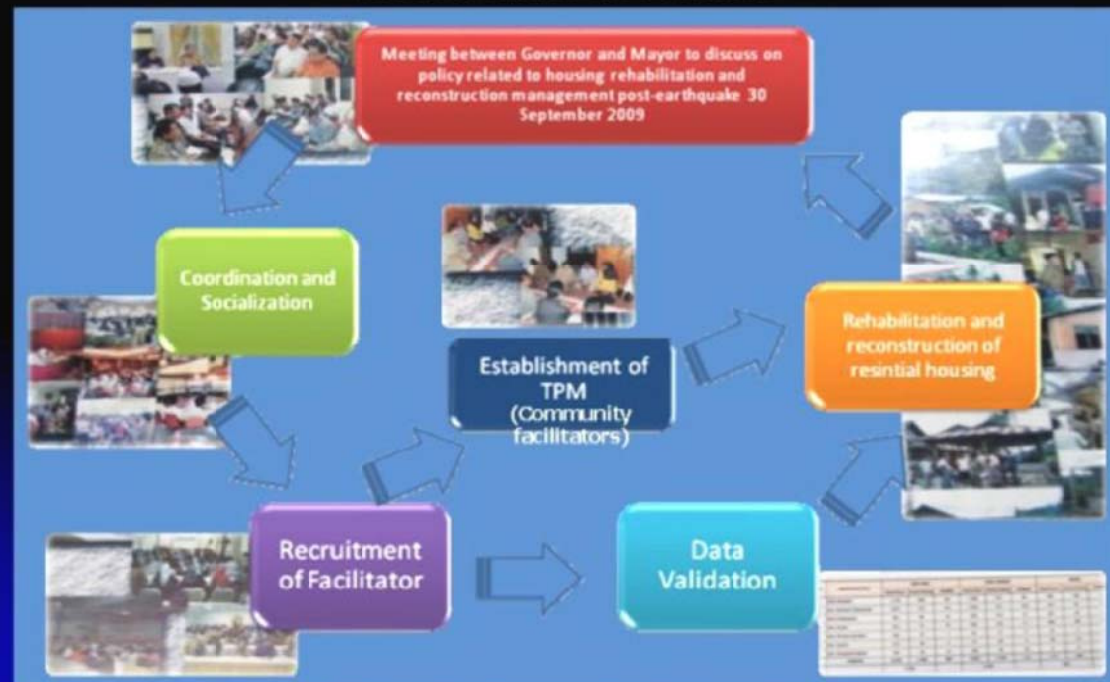 Meeting between Governor and Mayor to discuss on
policy related to housing rehabilitation and
reconstruction management post-earthquake 30
September 2009
Coordination and
Socialization
Establishment of
TPM
(Community
facilitators)
Rehabilitation and
reconstruction of
resintial housing
Recruitment
of Facilitator
Data
Validation